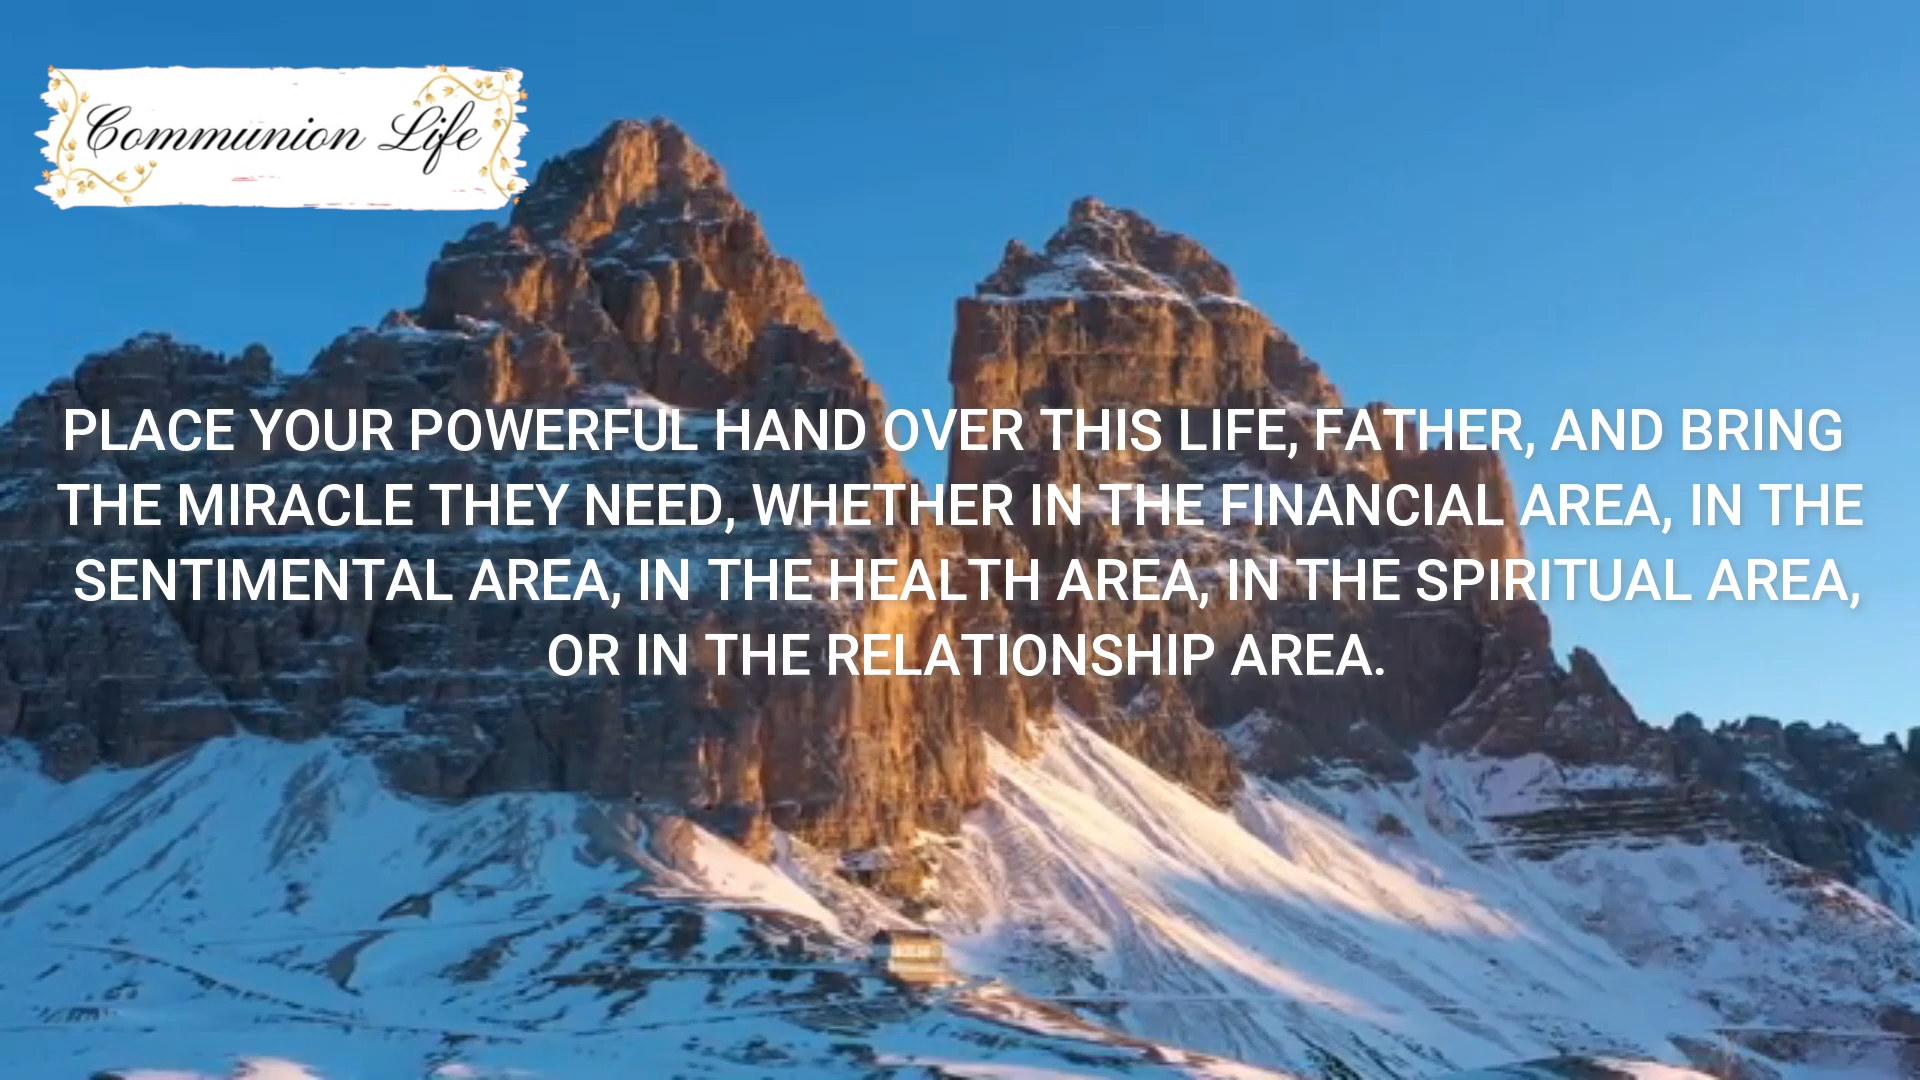 Communion Life
PLACE YOUR POWERFUL HAND OVER THIS LIFE, FATHER, AND BRING
THE MIRACLE THEY NEED, WHETHER IN THE FINANCIAL AREA, IN THE
SENTIMENTAL AREA, IN THE HEALTH AREA, IN THE SPIRITUAL AREA,
OR IN THE RELATIONSHIP AREA.